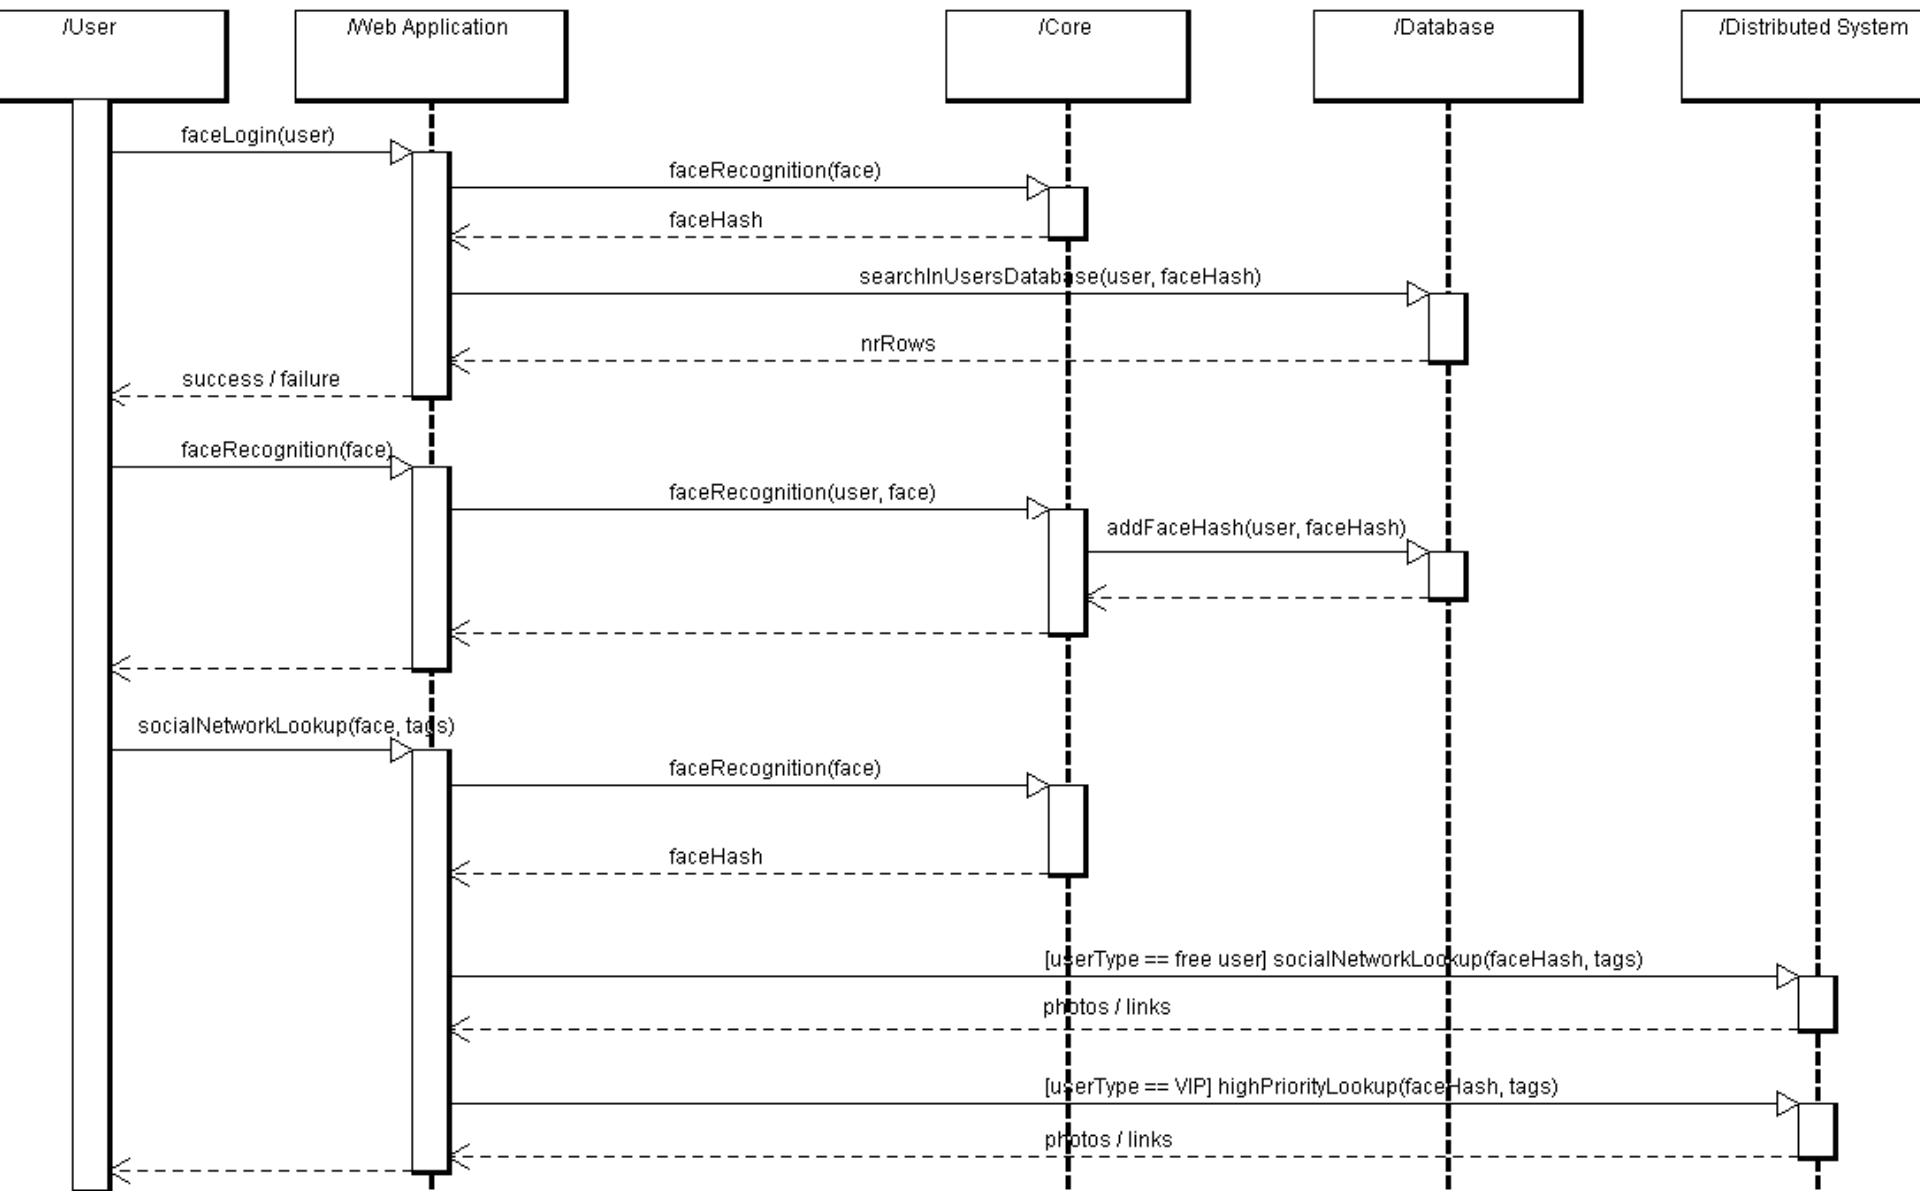 /User
/Web Application
/Core
/Database
/Distributed System
faceLogin(user)
faceRecognition(face)
faceHash
searchInUsersDatabase(user, faceHash)
nrRows
success / failure
faceRecognition(face)
faceRecognition(user, face)
addFaceHash(user, faceHash)
socialNetworkLookup(face, tags)
faceRecognition(face)
faceHash
[userType == free user] socialNetworkLookup(faceHash, tags)
photos / links
[userType == VIP] highPriorityLookup(faceHash, tags)
photos / links